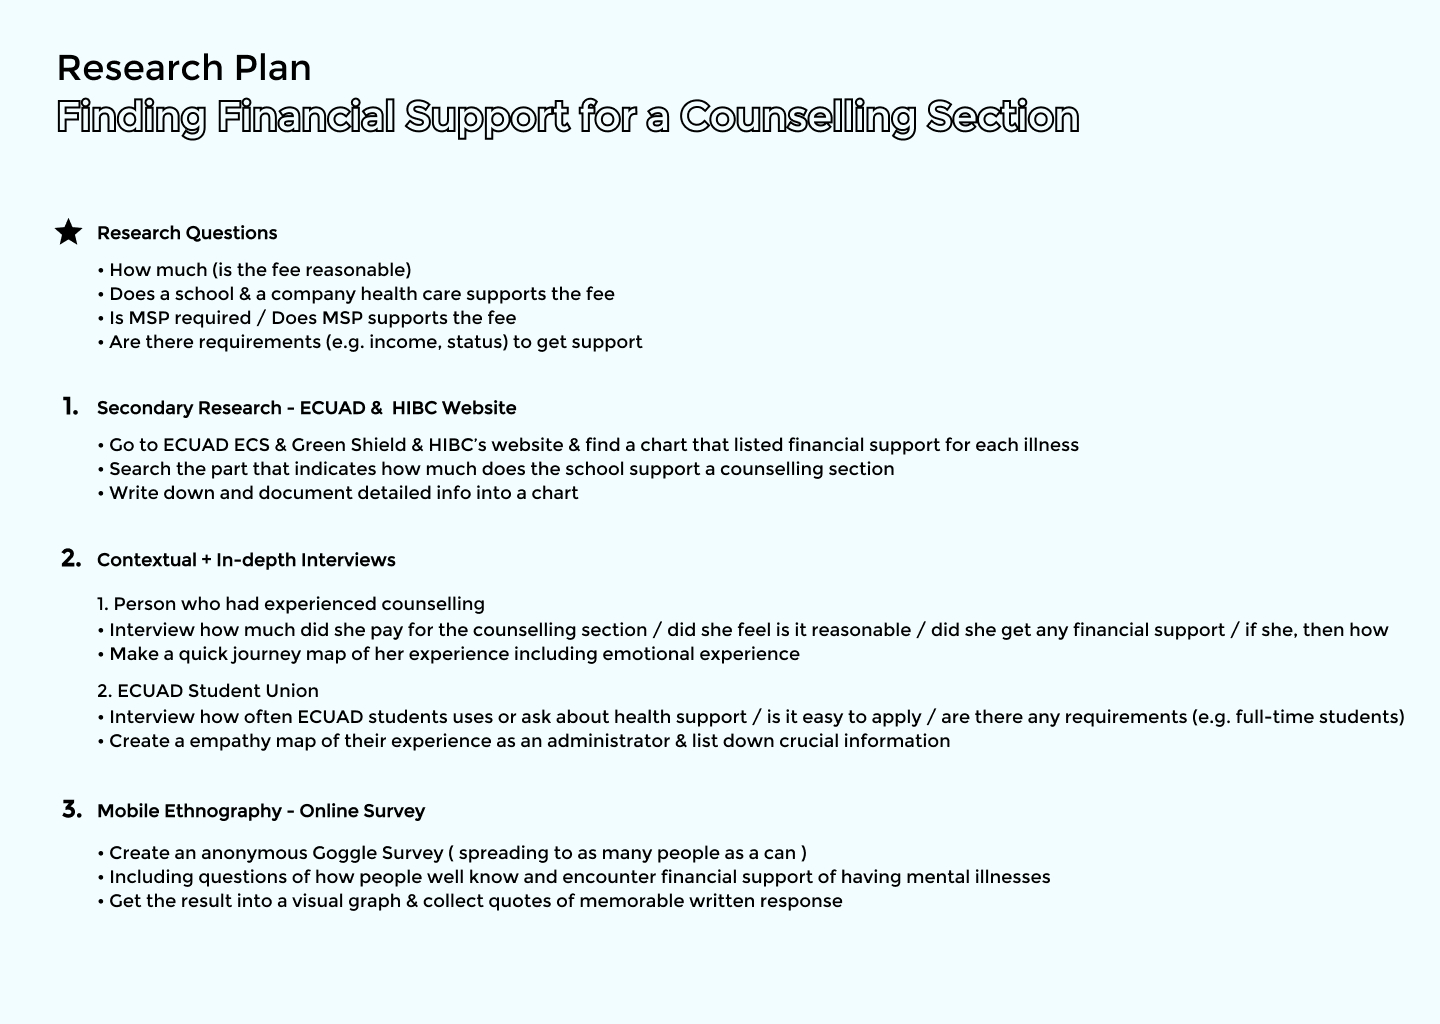 Research Plan
Finding Financial Support for a Counselling Section
Research Questions
• How much (is the fee reasonable)
• Does a school & a company health care supports the fee
• Is MSP required / Does MSP supports the fee
• Are there requirements (e.g. income, status) to get support
1. Secondary Research - ECUAD &  HIBC Website
• Go to ECUAD ECS & Green Shield & HIBC’s website & find a chart that listed financial support for each illness
• Search the part that indicates how much does the school support a counselling section
• Write down and document detailed info into a chart
2. Contextual + In-depth Interviews
1. Person who had experienced counselling
• Interview how much did she pay for the counselling section / did she feel is it reasonable / did she get any financial support / if she, then how
• Make a quick journey map of her experience including emotional experience
2. ECUAD Student Union
• Interview how often ECUAD students uses or ask about health support / is it easy to apply / are there any requirements (e.g. full-time students)
• Create a empathy map of their experience as an administrator & list down crucial information
3. Mobile Ethnography - Online Survey
• Create an anonymous Goggle Survey ( spreading to as many people as a can )
• Including questions of how people well know and encounter financial support of having mental illnesses
• Get the result into a visual graph & collect quotes of memorable written response